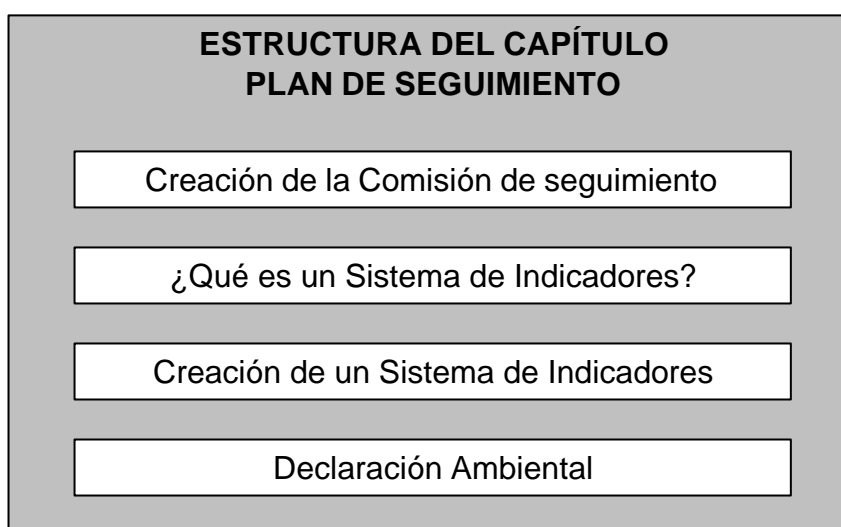 ESTRUCTURA DEL CAPÍTULO
PLAN DE SEGUIMIENTO
Creación de la Comisión de seguimiento
¿Qué es un Sistema de Indicadores?
Creación de un Sistema de Indicadores
Declaración Ambiental